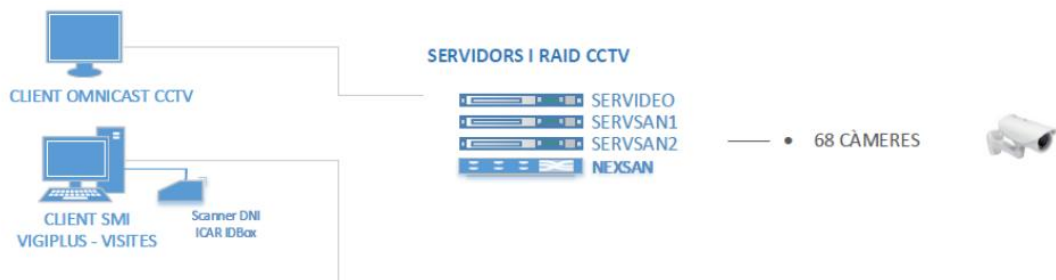 CLIENT OMNICAST CCTV
SERVIDORS I RAID CCTV
SERVIDEO
SERVSAN1
SERVSAN2
NEXSAN
68 CÀMERES
CLIENT SMI
VIGIPLUS - VISITES
Scanner DNI
ICAR IDBox